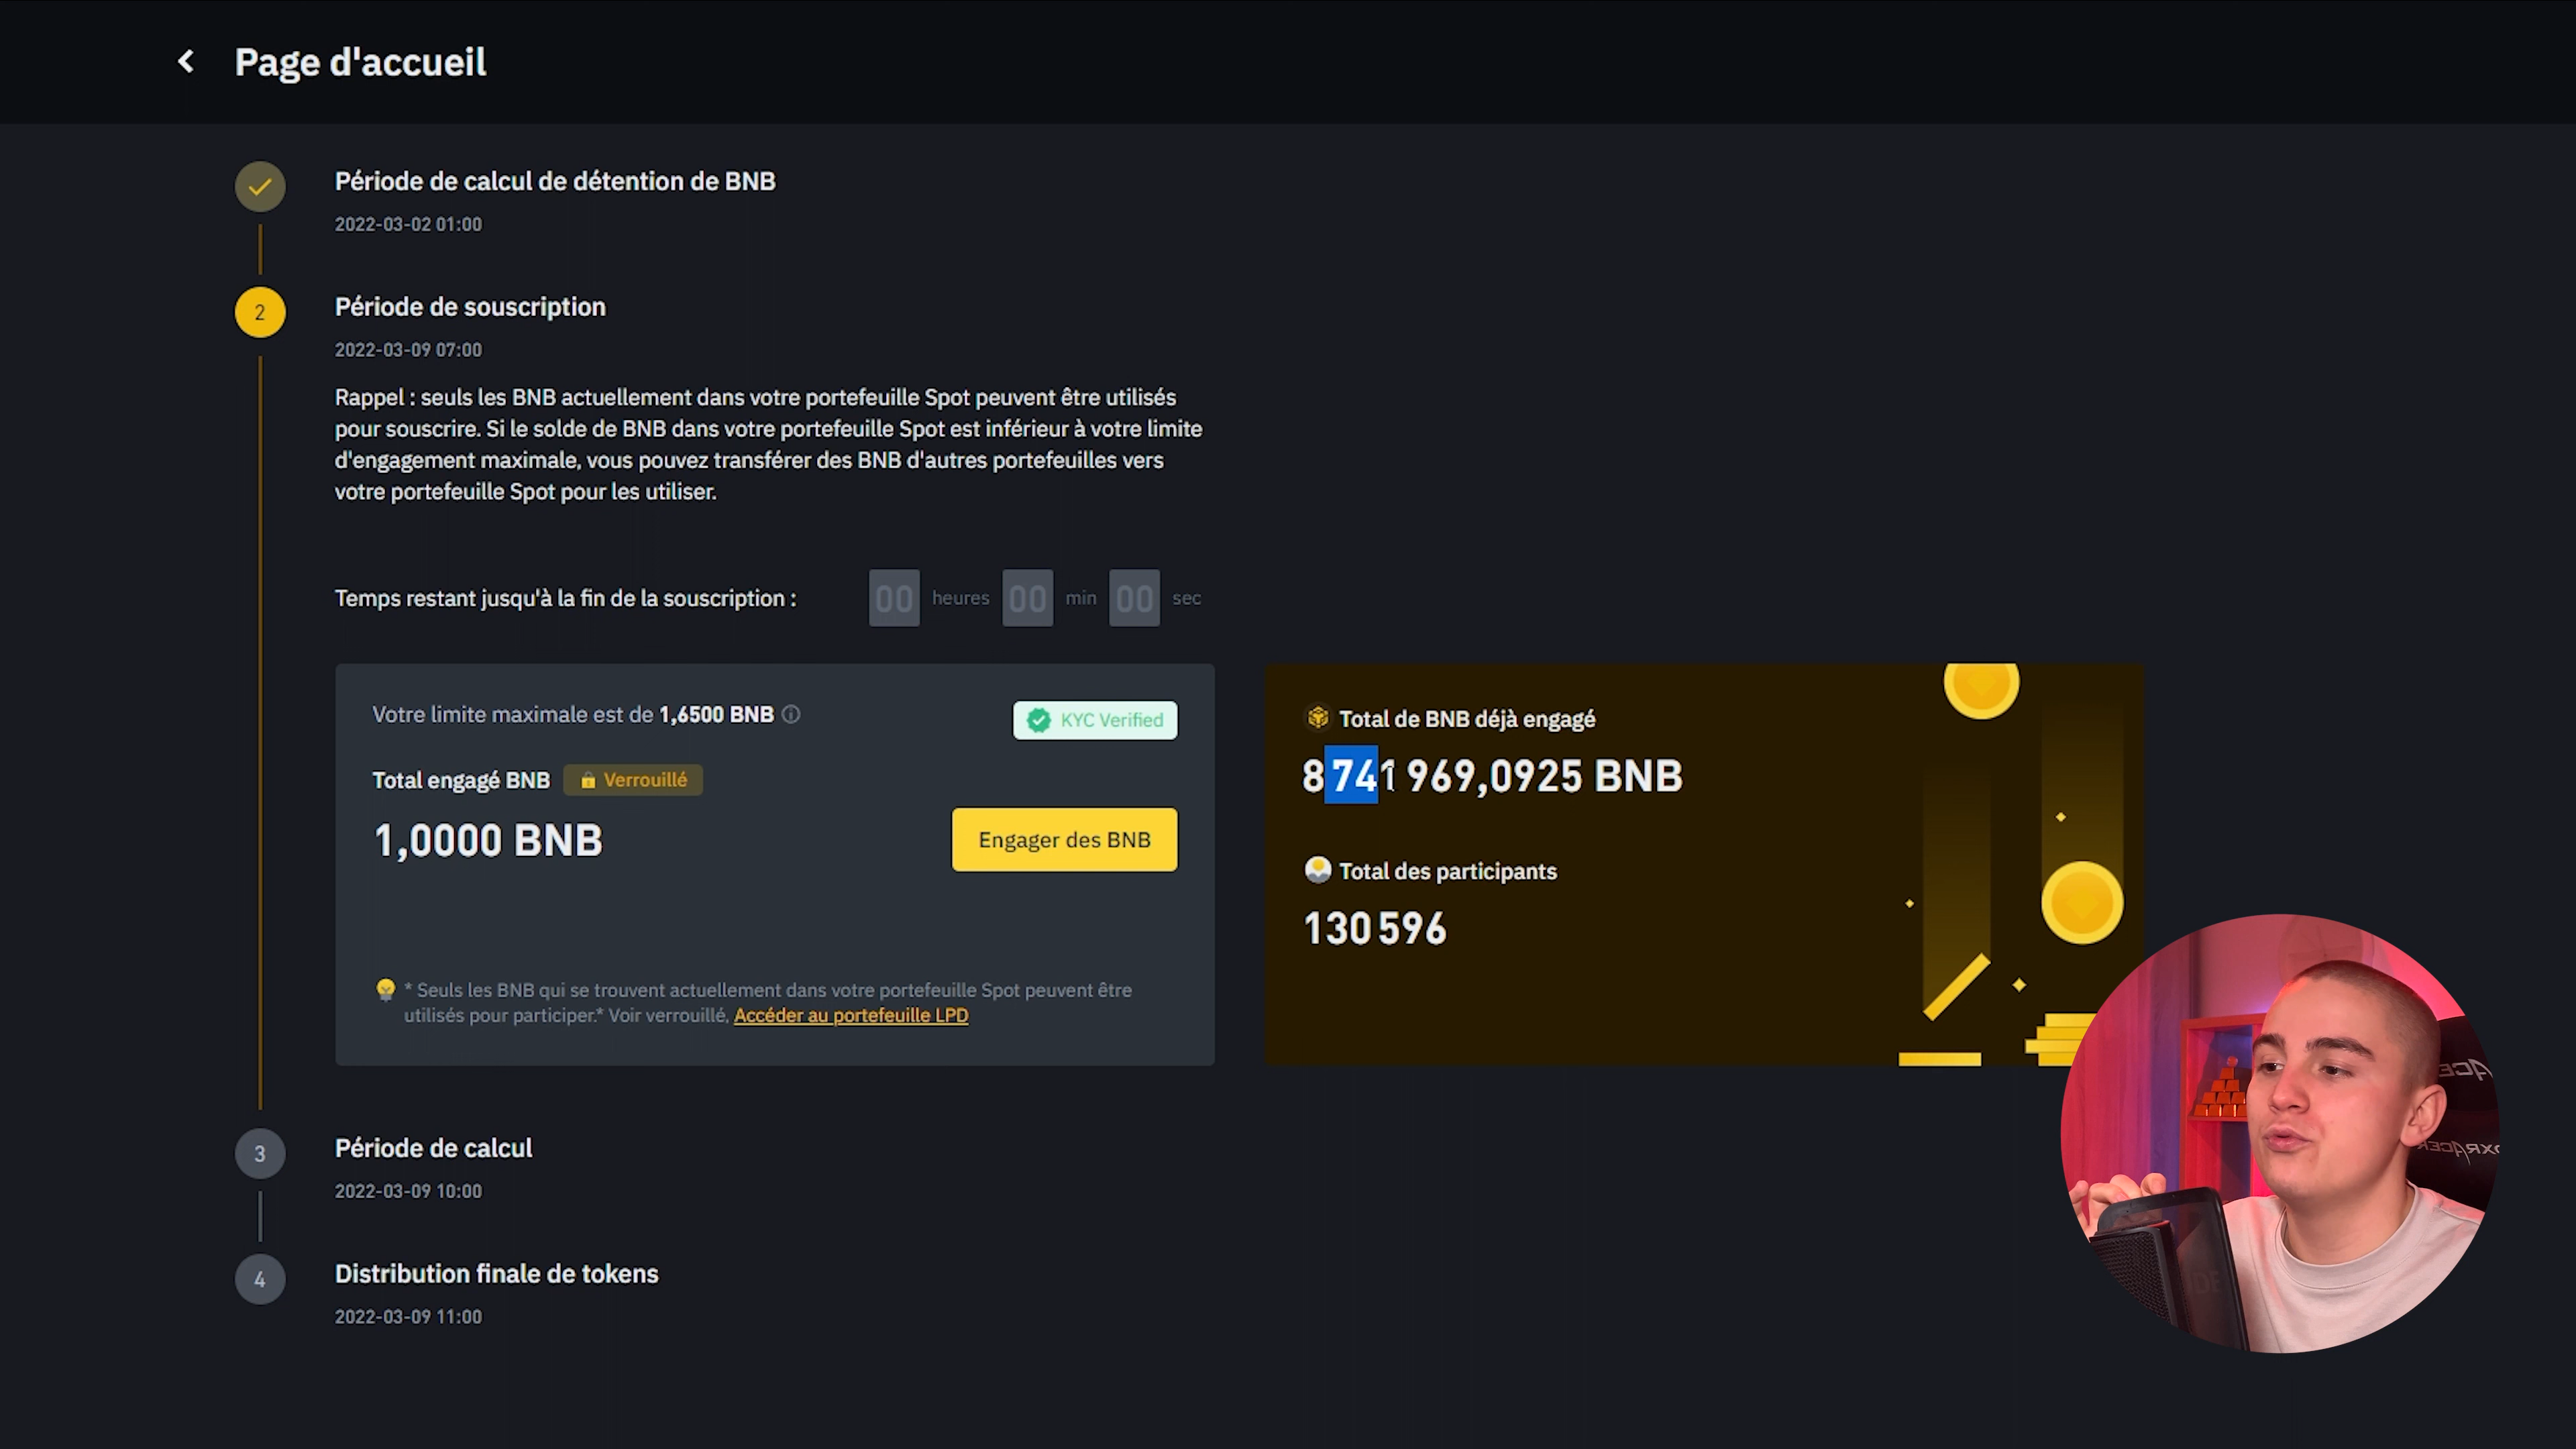 Page d'accueil
Période de calcul de détention de BNB
2022-03-02 01:00
2
Période de souscription
2022-03-09 07:00
Rappel : seuls les BNB actuellement dans votre portefeuille Spot peuvent être utilisés
pour souscrire. Si le solde de BNB dans votre portefeuille Spot est inférieur à votre limite
d'engagement maximale, vous pouvez transférer des BNB d'autres portefeuilles vers
votre portefeuille Spot pour les utiliser.
Temps restant jusqu'à la fin de la souscription : 00 heures 00 min 00 sec
Votre limite maximale est de 1,6500 BNB
KYC Verified
Total engagé BNB Verrouillé
1,0000 BNB
Engager des BNB
* Seuls les BNB qui se trouvent actuellement dans votre portefeuille Spot peuvent être
utilisés pour participer.* Voir verrouillé, Accéder au portefeuille LPD
Total de BNB déjà engagé
8 741 969,0925 BNB
Total des participants
130 596
3
Période de calcul
2022-03-09 10:00
4
Distribution finale de tokens
2022-03-09 11:00